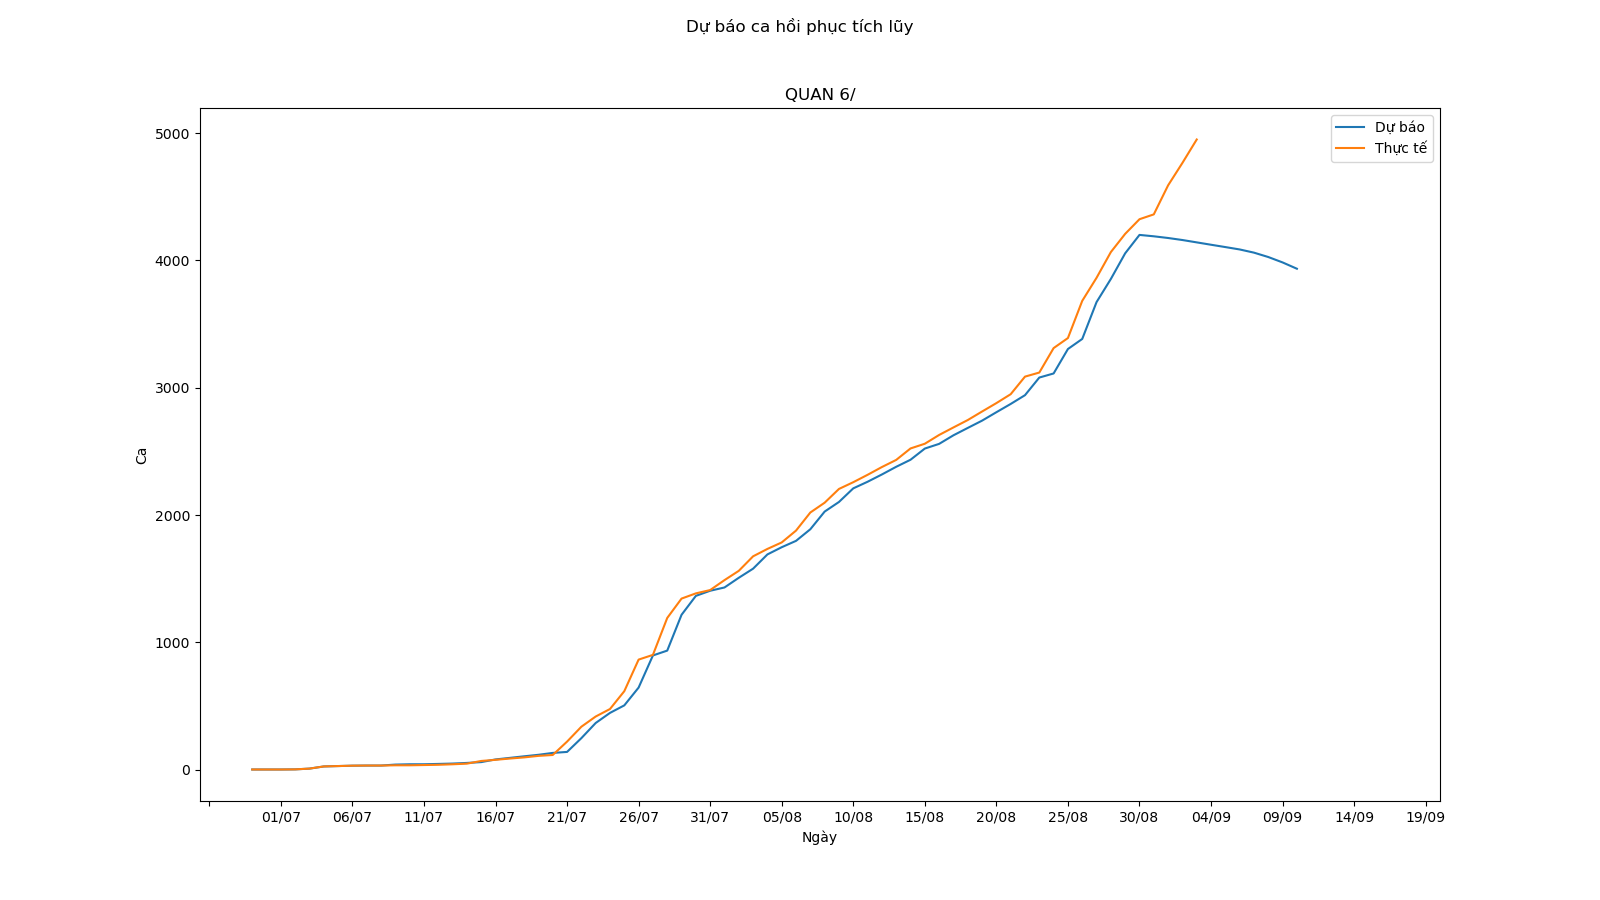 Dự báo ca hồi phục tích lũy
QUAN 6/
Dự báo
Thực tế
5000
4000
3000
2000
1000
0
Ca
01/07 06/07 11/07 16/07 21/07 26/07 31/07 05/08 10/08 15/08 20/08 25/08 30/08 04/09 09/09 14/09 19/09
Ngày